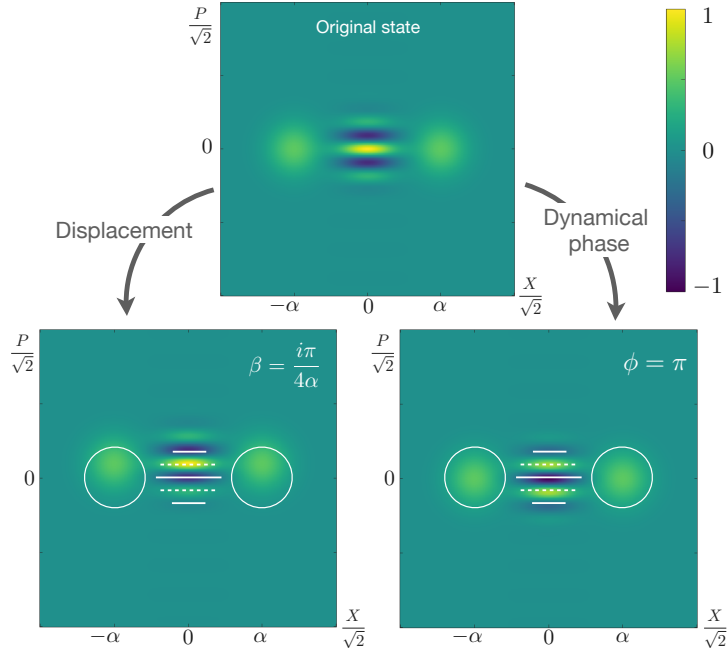 P/√2
Original state
1
0
0
−1
−α 0 α
X/√2
Displacement
Dynamical
phase
P/√2
β = iπ/4α
0
−α 0 α
X/√2
P/√2
ϕ = π
0
−α 0 α
X/√2